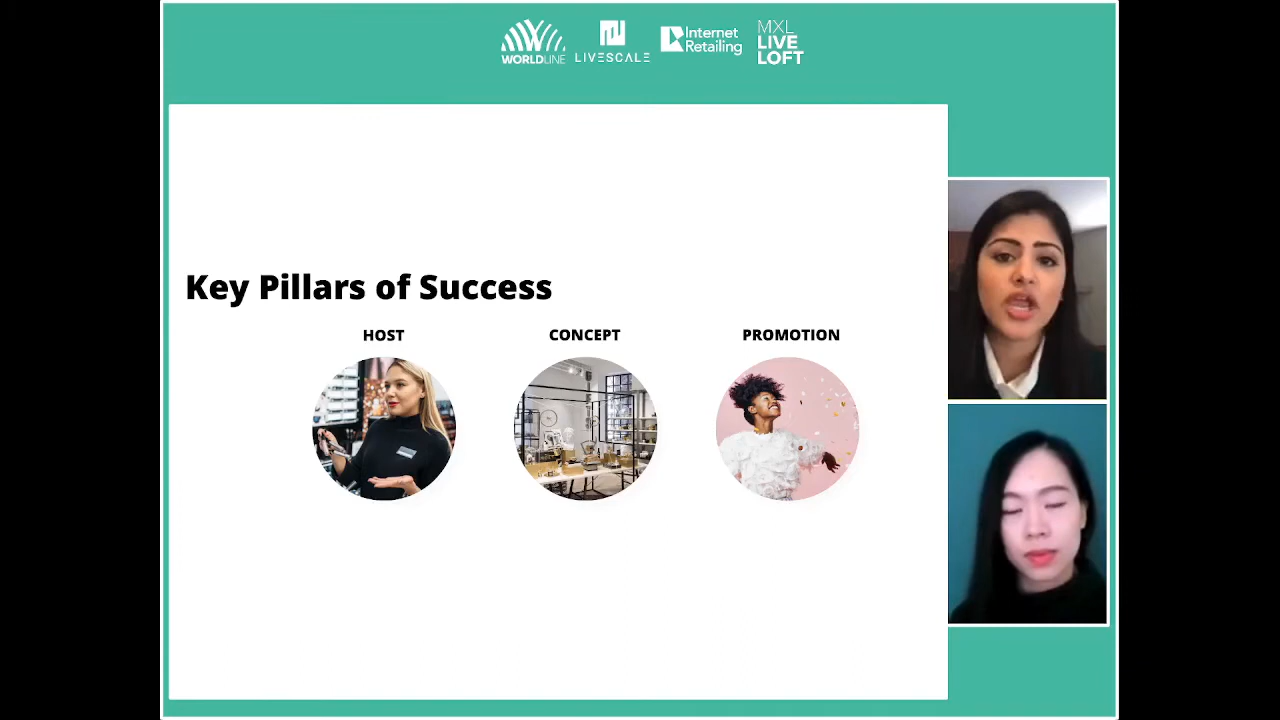 WORLDLINE
LIVESCALE
Internet
Retailing
MXL
LIVE
LOFT
Key Pillars of Success
HOST
CONCEPT
PROMOTION